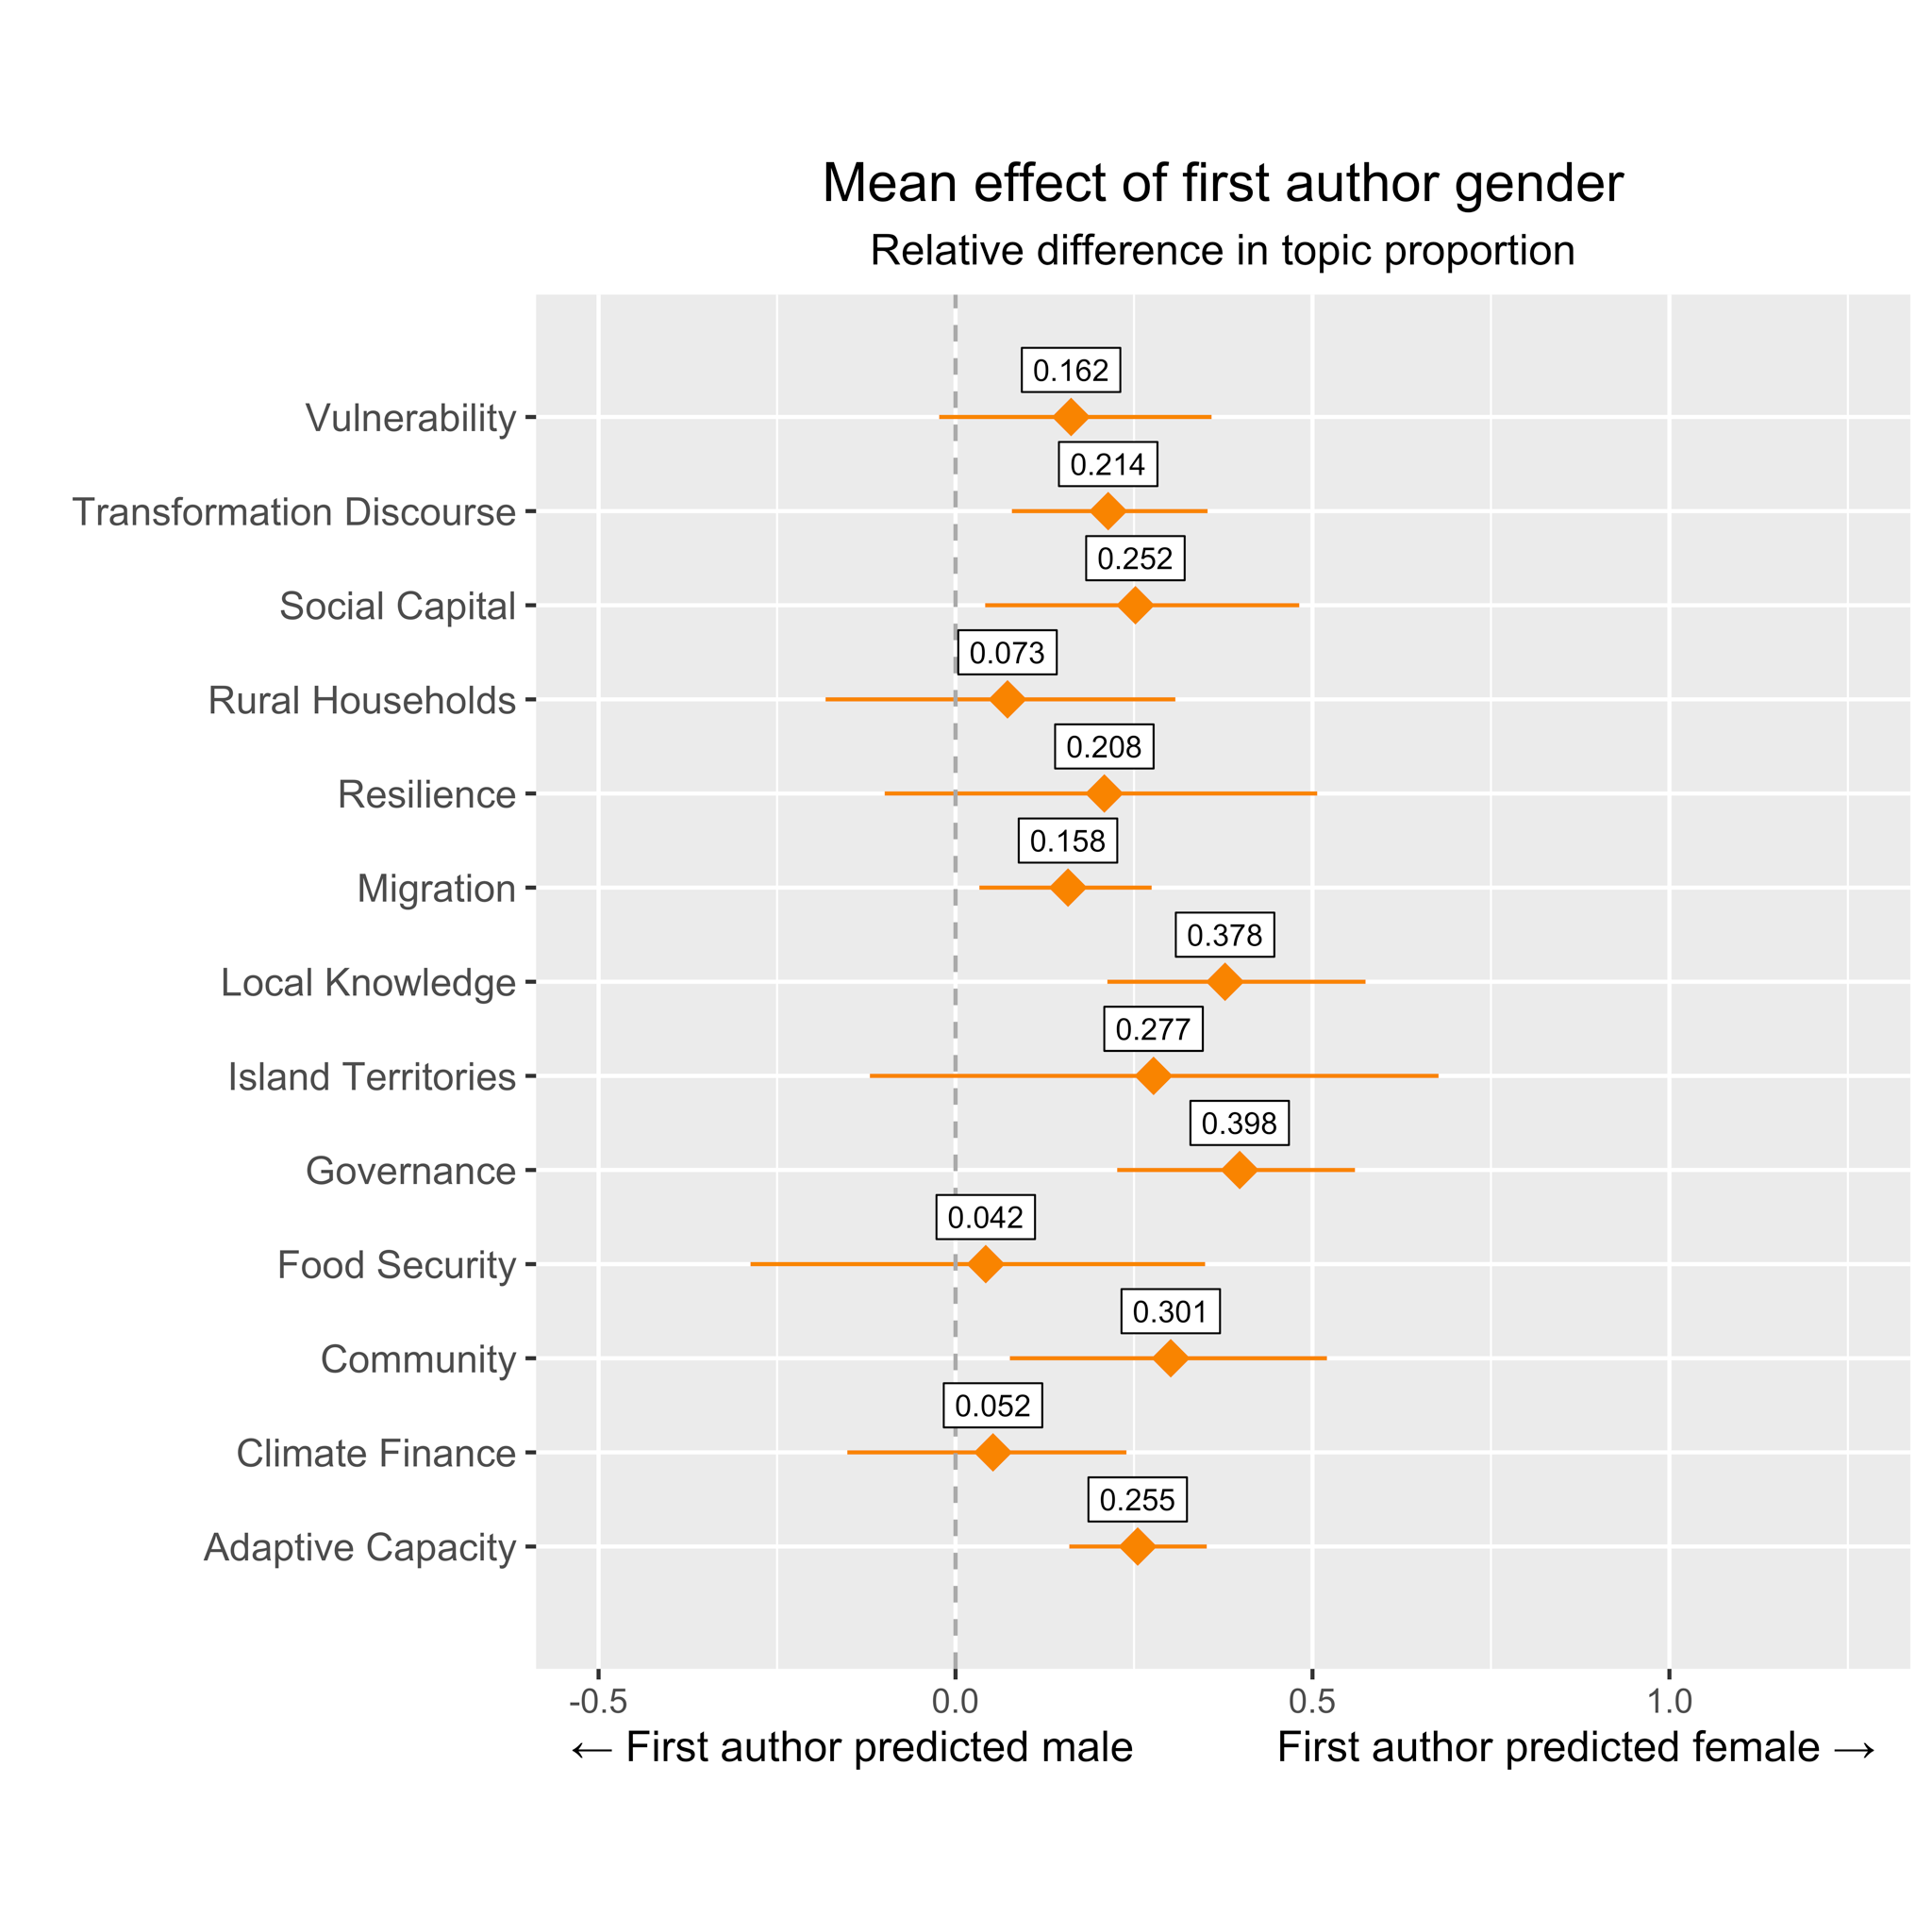 Mean effect of first author gender
Relative difference in topic proportion
0.162
Vulnerability
0.214
Transformation Discourse
0.252
Social Capital
0.073
Rural Households
0.208
Resilience
0.158
Migration
0.378
Local Knowledge
0.277
Island Territories
0.398
Governance
0.042
Food Security
0.301
Community
0.052
Climate Finance
0.255
Adaptive Capacity
-0.5 0.0 0.5 1.0
← First author predicted male First author predicted female →